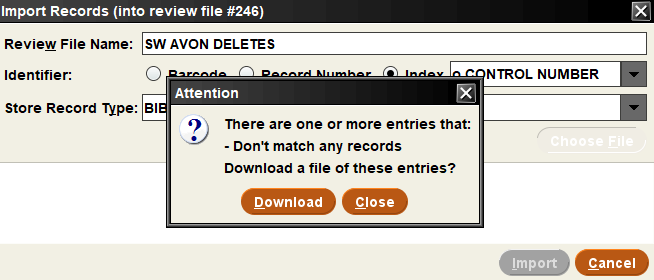 Import Records (into review file #246)
Review File Name: SW AVON DELETES
Identifier: Barcode Record Number Index o CONTROL NUMBER
Store Record Type: BIB
Choose File
Attention
There are one or more entries that:
- Don't match any records
Download a file of these entries?
Download Close
Import Cancel